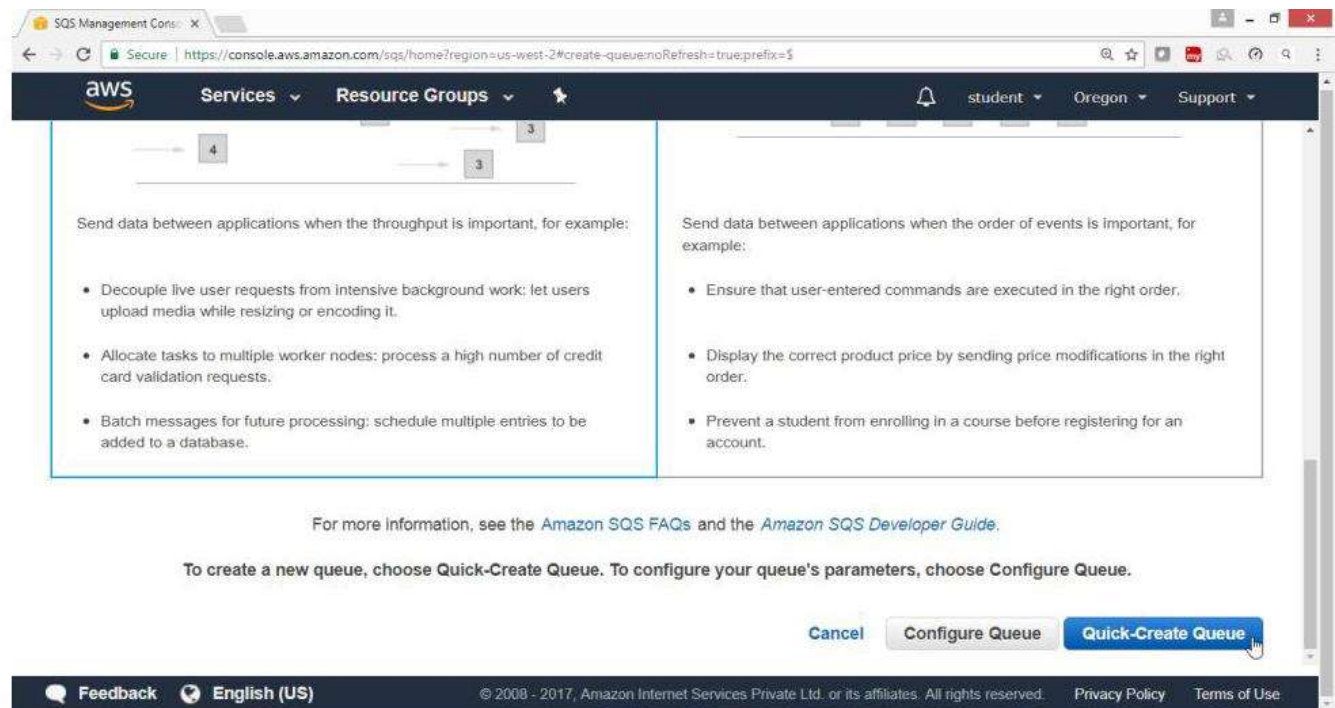 SQS Management Cons
Secure | https://console.aws.amazon.com/sqs/home?region=us-west-2#create-queue:noRefresh=true;prefix=$
aws Services Resource Groups student Oregon Support
3
4
3
Send data between applications when the throughput is important, for example:
Decouple live user requests from intensive background work: let users
upload media while resizing or encoding it.
Allocate tasks to multiple worker nodes: process a high number of credit
card validation requests.
Batch messages for future processing: schedule multiple entries to be
added to a database.
Send data between applications when the order of events is important, for
example:
Ensure that user-entered commands are executed in the right order.
Display the correct product price by sending price modifications in the right
order.
Prevent a student from enrolling in a course before registering for an
account.
For more information, see the Amazon SQS FAQs and the Amazon SQS Developer Guide.
To create a new queue, choose Quick-Create Queue. To configure your queue's parameters, choose Configure Queue.
Cancel Configure Queue Quick-Create Queue
Feedback English (US) © 2008 - 2017, Amazon Internet Services Private Ltd. or its affiliates. All rights reserved. Privacy Policy Terms of Use